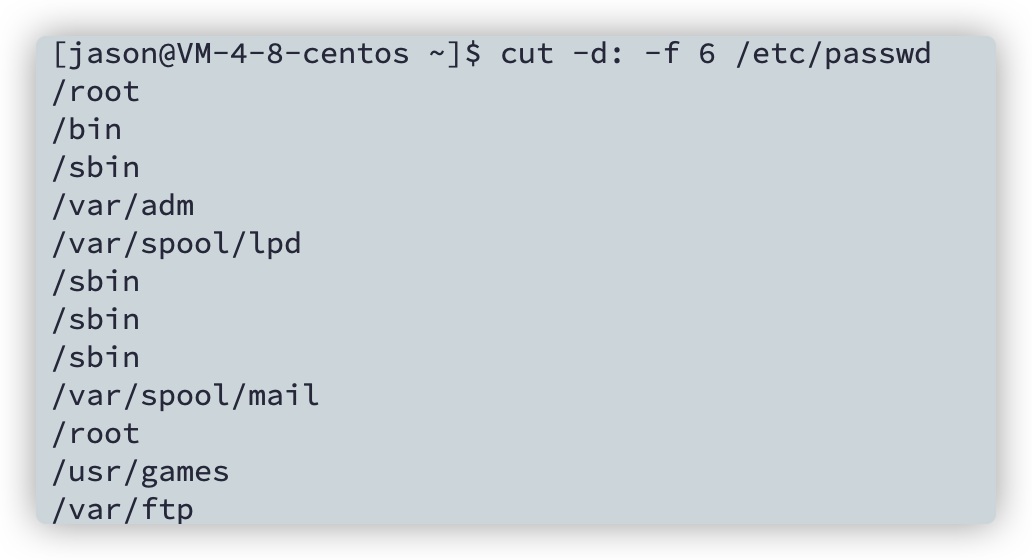 [jason@VM-4-8-centos ~]$ cut -d: -f 6 /etc/passwd
/root
/bin
/sbin
/var/adm
/var/spool/lpd
/sbin
/sbin
/sbin
/var/spool/mail
/root
/usr/games
/var/ftp